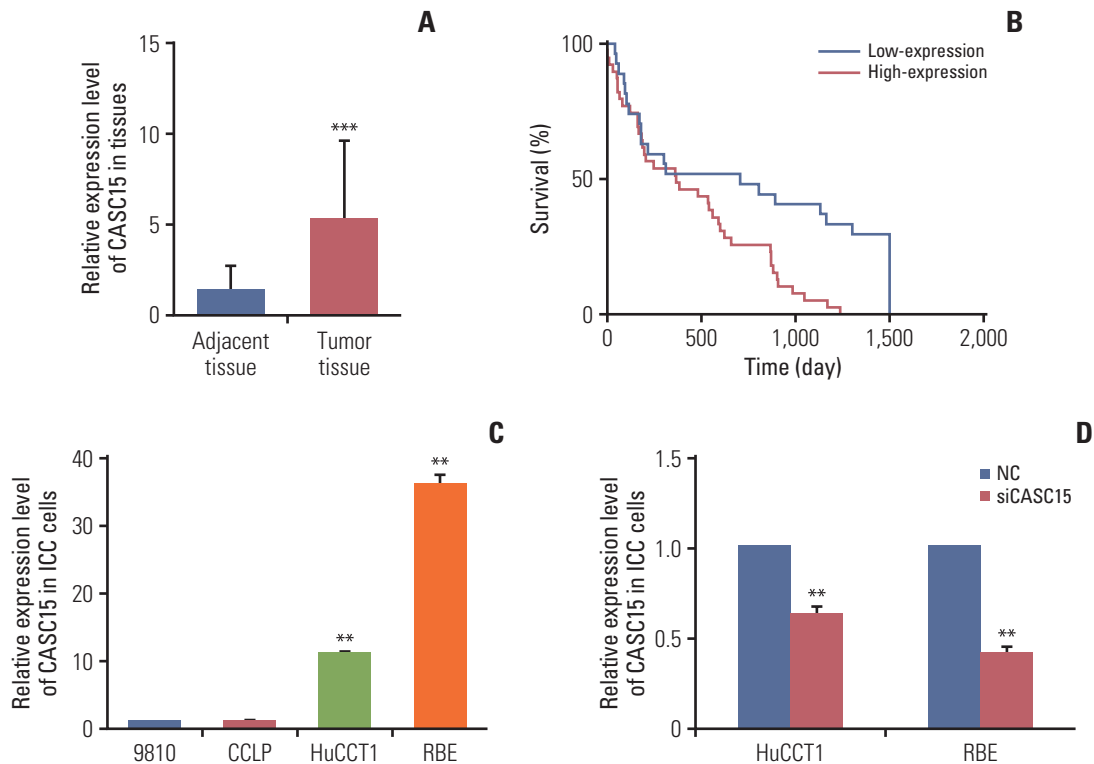 A
Relative expression level
of CASC15 in tissues
15
10
5
0
***
Adjacent
tissue
Tumor
tissue
B
Survival (%)
100
50
0
Low-expression
High-expression
0
500
1,000
1,500
2,000
Time (day)
C
Relative expression level
of CASC15 in ICC cells
40
30
20
10
0
**
**
9810
CCLP
HuCCT1
RBE
D
Relative expression level
of CASC15 in ICC cells
1.5
1.0
0.5
0
NC
siCASC15
**
**
HuCCT1
RBE